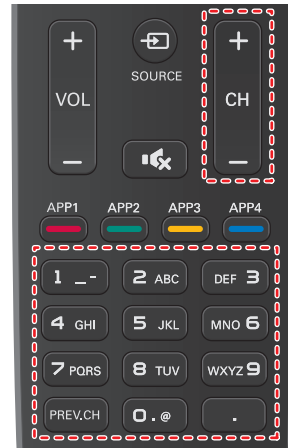 + +
SOURCE
VOL CH
– –
APP1 APP2 APP3 APP4
1 _- 2 ABC DEF 3
4 GHI 5 JKL MNO 6
7 PQRS 8 TUV WXYZ 9
PREV.CH 0.@ .